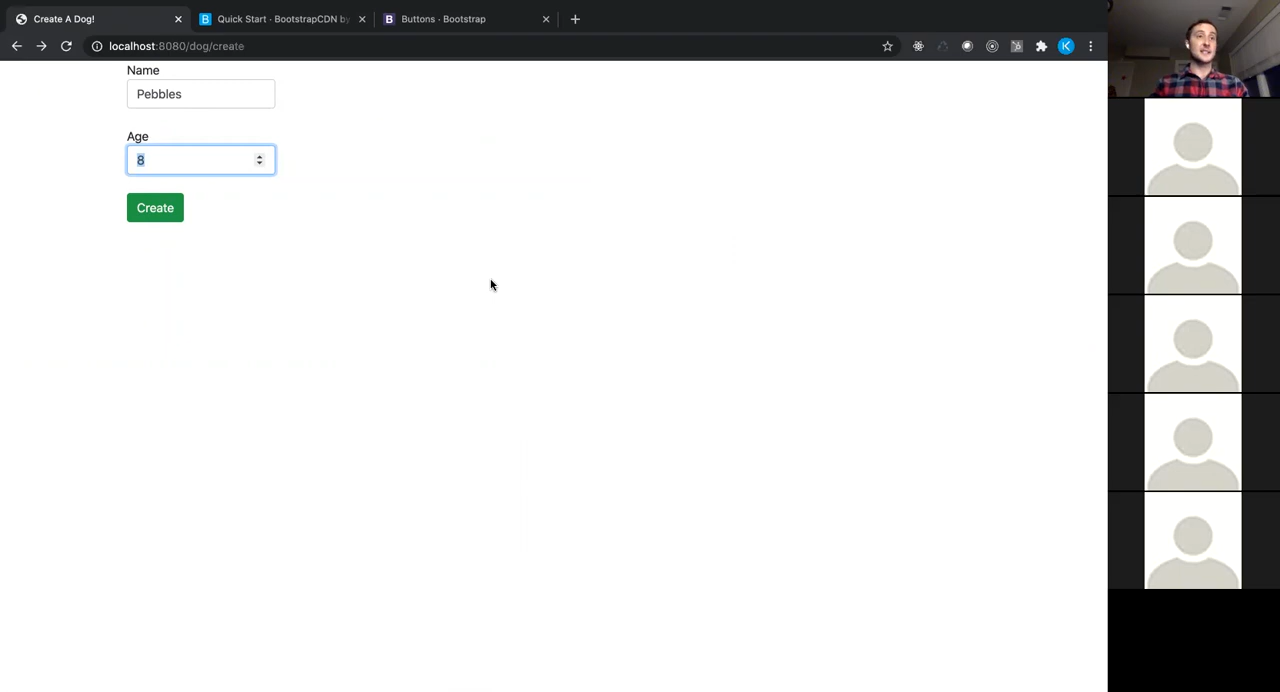 Create A Dog!
Quick Start · BootstrapCDN by
Buttons · Bootstrap
localhost:8080/dog/create
K
Name
Pebbles
Age
8
Create